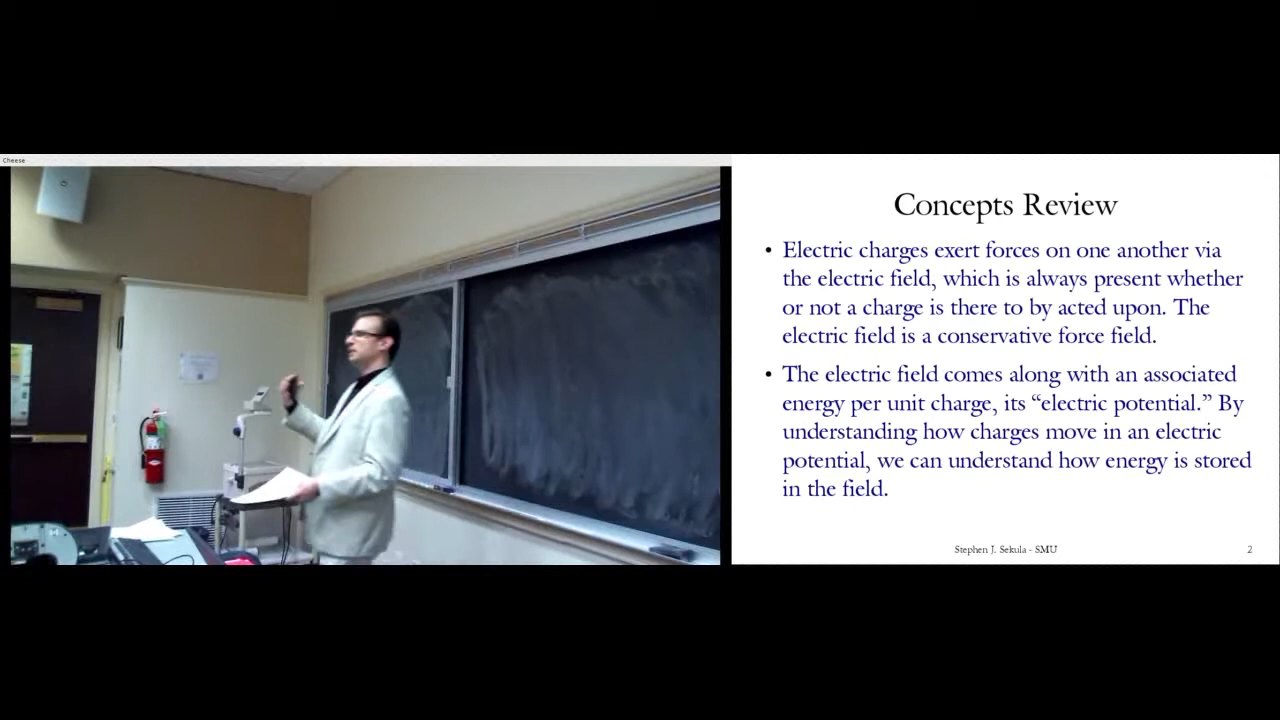 Cheese
Concepts Review
• Electric charges exert forces on one another via
the electric field, which is always present whether
or not a charge is there to by acted upon. The
electric field is a conservative force field.
• The electric field comes along with an associated
energy per unit charge, its “electric potential.” By
understanding how charges move in an electric
potential, we can understand how energy is stored
in the field.
Stephen J. Sekula - SMU
2